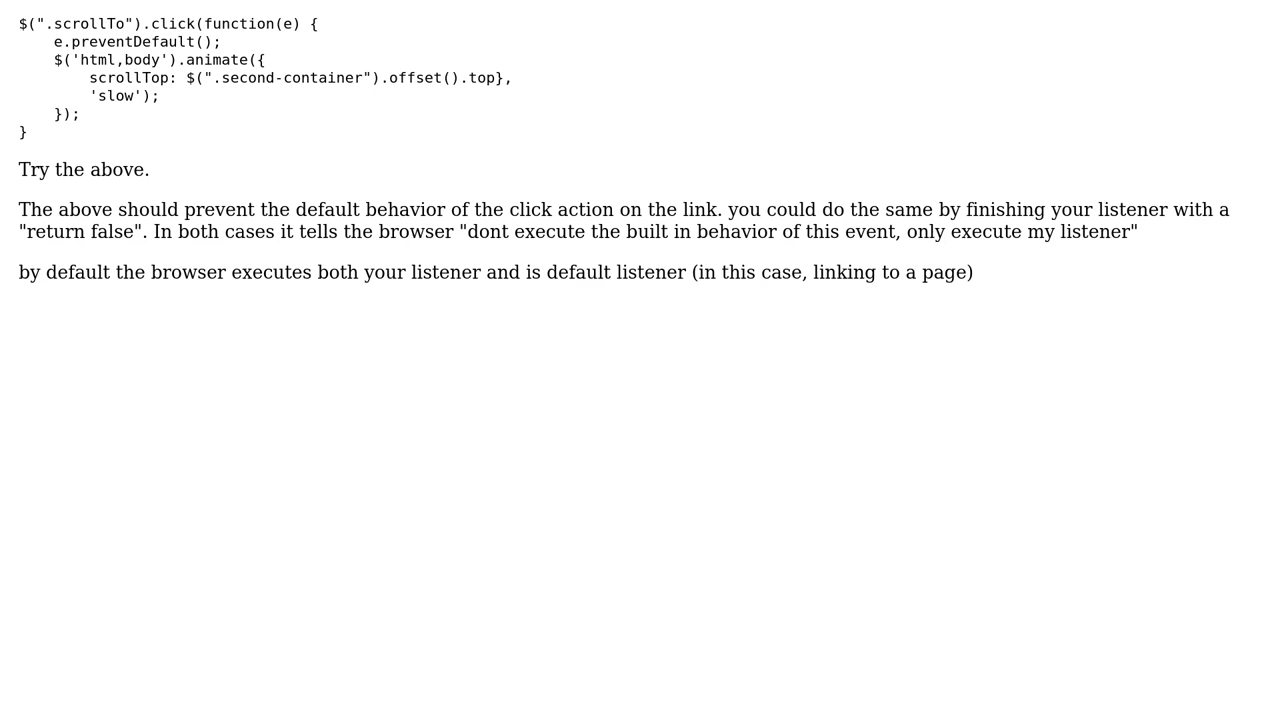 $(".scrollTo").click(function(e) {
    e.preventDefault();
    $('html,body').animate({
        scrollTop: $(".second-container").offset().top},
        'slow');
    });
}
Try the above.
The above should prevent the default behavior of the click action on the link. you could do the same by finishing your listener with a
"return false". In both cases it tells the browser "dont execute the built in behavior of this event, only execute my listener"
by default the browser executes both your listener and is default listener (in this case, linking to a page)